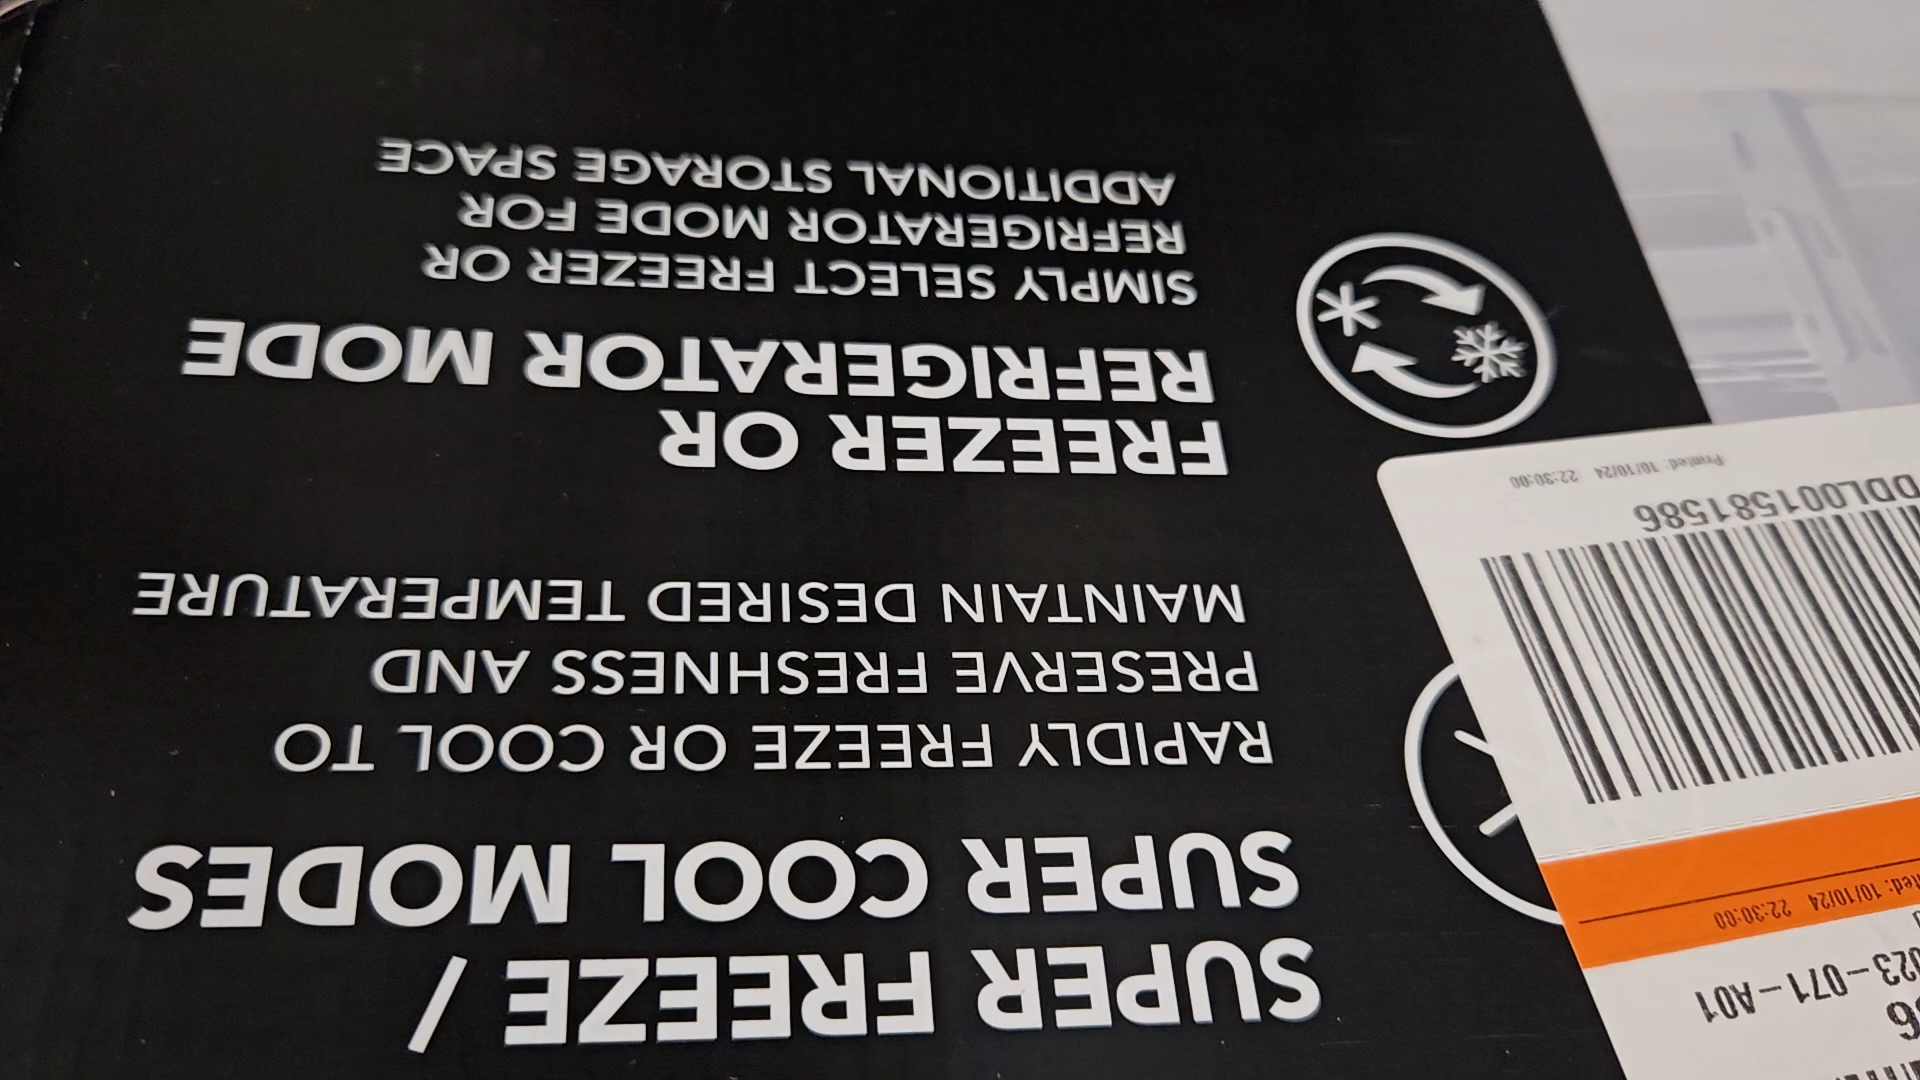 SUPER FREEZE /
SUPER COOL MODES
RAPIDLY FREEZE OR COOL TO
PRESERVE FRESHNESS AND
MAINTAIN DESIRED TEMPERATURE
FREEZER OR
REFRIGERATOR MODE
SIMPLY SELECT FREEZER OR
REFRIGERATOR MODE FOR
ADDITIONAL STORAGE SPACE
023-071-A01
10/10/24 22:30:00
DDL001581586
Printed: 10/10/24 22:30:00